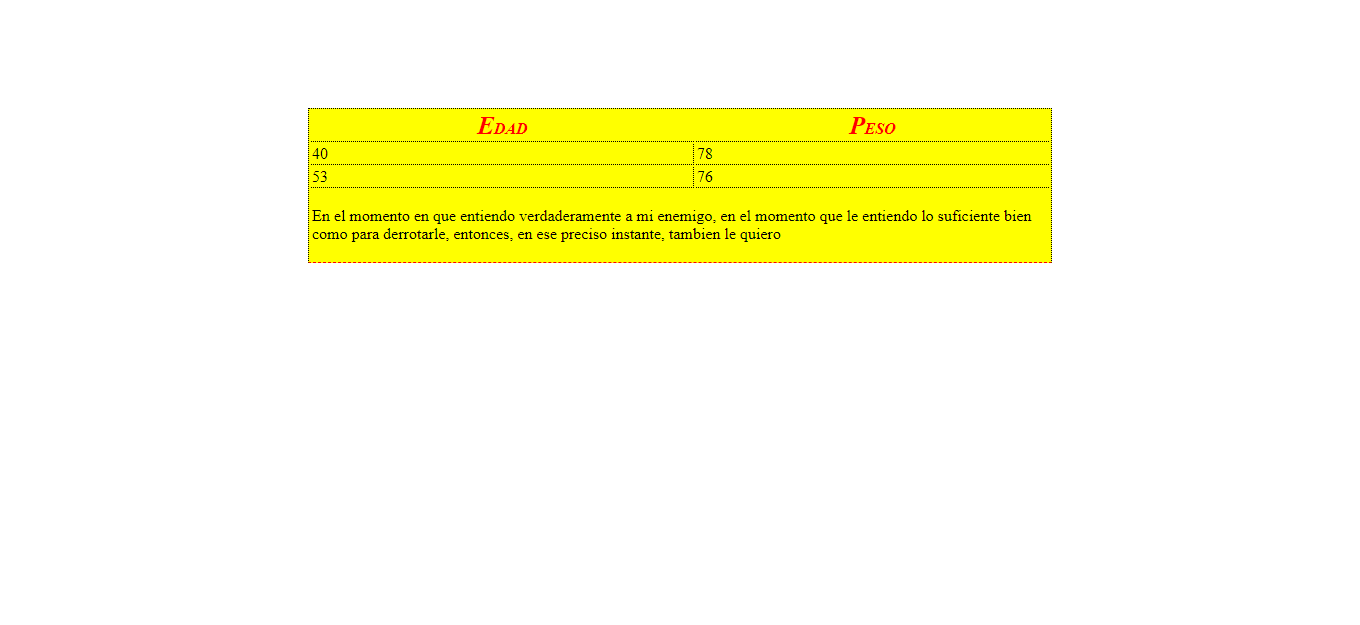 Edad Peso
40 78
53 76
En el momento en que entiendo verdaderamente a mi enemigo, en el momento que le entiendo lo suficiente bien
como para derrotarle, entonces, en ese preciso instante, tambien le quiero